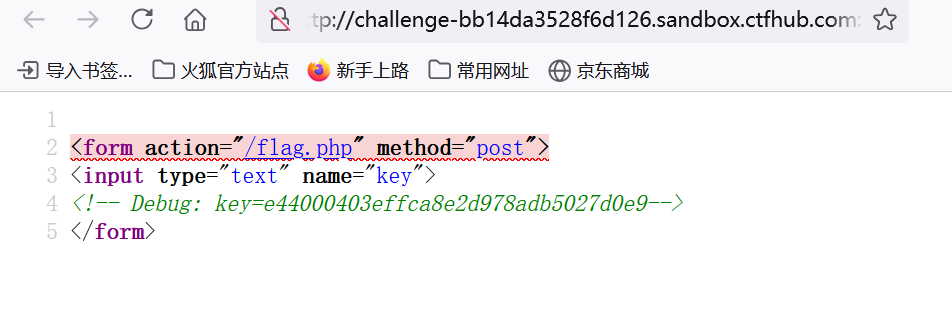 ttp://challenge-bb14da3528f6d126.sandbox.ctfhub.com:
导入书签... 火狐官方站点 新手上路 常用网址 京东商城
1
2 <form action="/flag.php" method="post">
3 <input type="text" name="key">
4 <!-- Debug: key=e44000403effca8e2d978adb5027d0e9-->
5 </form>